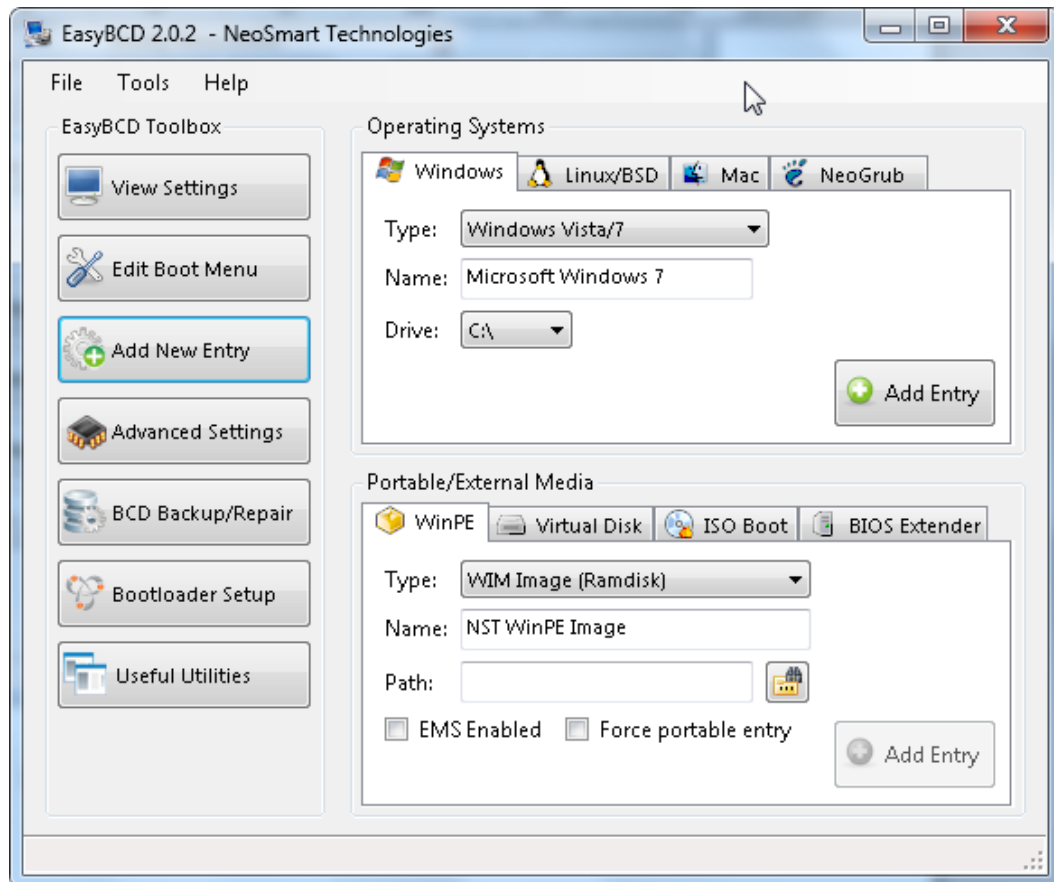 EasyBCD 2.0.2 - NeoSmart Technologies
File Tools Help
EasyBCD Toolbox
View Settings
Edit Boot Menu
Add New Entry
Advanced Settings
BCD Backup/Repair
Bootloader Setup
Useful Utilities
Operating Systems
Windows Linux/BSD Mac NeoGrub
Type: Windows Vista/7
Name: Microsoft Windows 7
Drive: C:\
Add Entry
Portable/External Media
WinPE Virtual Disk ISO Boot BIOS Extender
Type: WIM Image (Ramdisk)
Name: NST WinPE Image
Path:
EMS Enabled Force portable entry
Add Entry